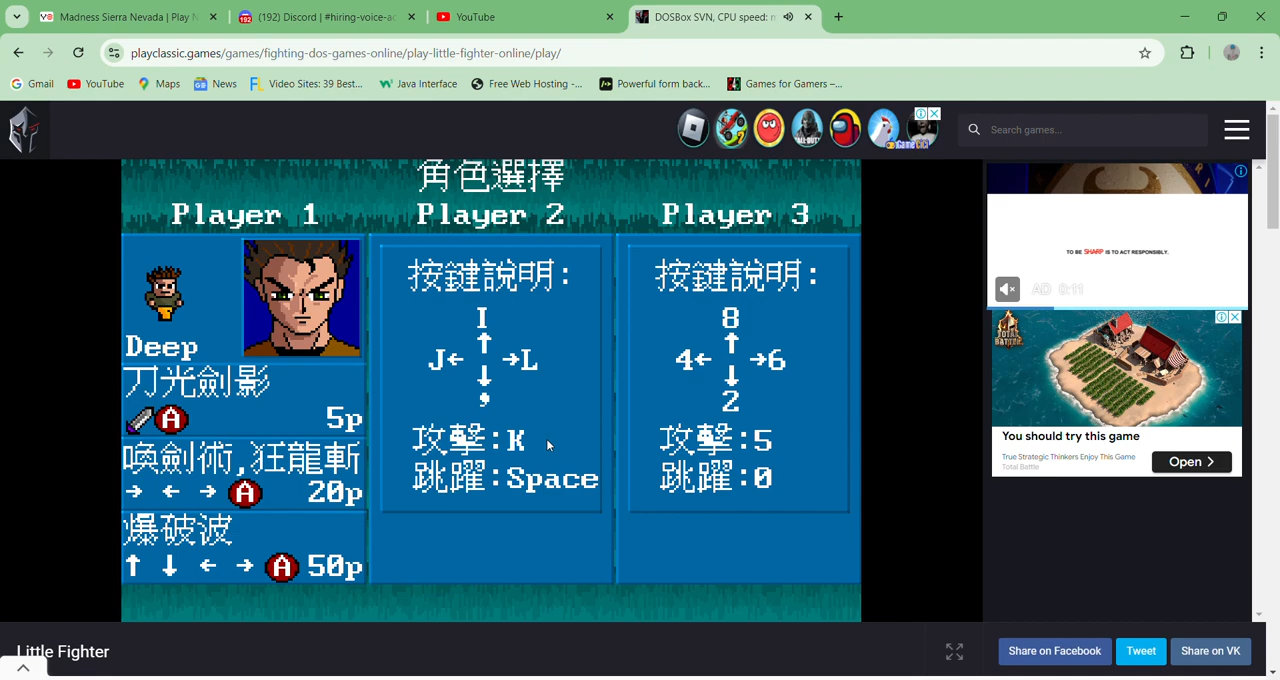 Madness Sierra Nevada | Play N
(192) Discord | #hiring-voice-ac
YouTube
DOSBox SVN, CPU speed: m
playclassic.games/games/fighting-dos-games-online/play-little-fighter-online/play/
Gmail
YouTube
Maps
News
Video Sites: 39 Best...
Java Interface
Free Web Hosting -...
Powerful form back...
Games for Gamers –...
Search games...
角色選擇
Player 1
Player 2
Player 3
Deep
刀光劍影
A 5p
喚劍術,狂龍斬
→ ← → A 20p
爆破波
↑ ↓ ← → A 50p
按鍵說明:
I
↑
J← →L
↓
,
攻擊:K
跳躍:Space
按鍵說明:
8
↑
4← →6
↓
2
攻擊:5
跳躍:0
TO BE SHARP IS TO ACT RESPONSIBLY.
AD 0:11
TOTAL BATTLE
You should try this game
True Strategic Thinkers Enjoy This Game
Total Battle
Open >
Little Fighter
Share on Facebook
Tweet
Share on VK